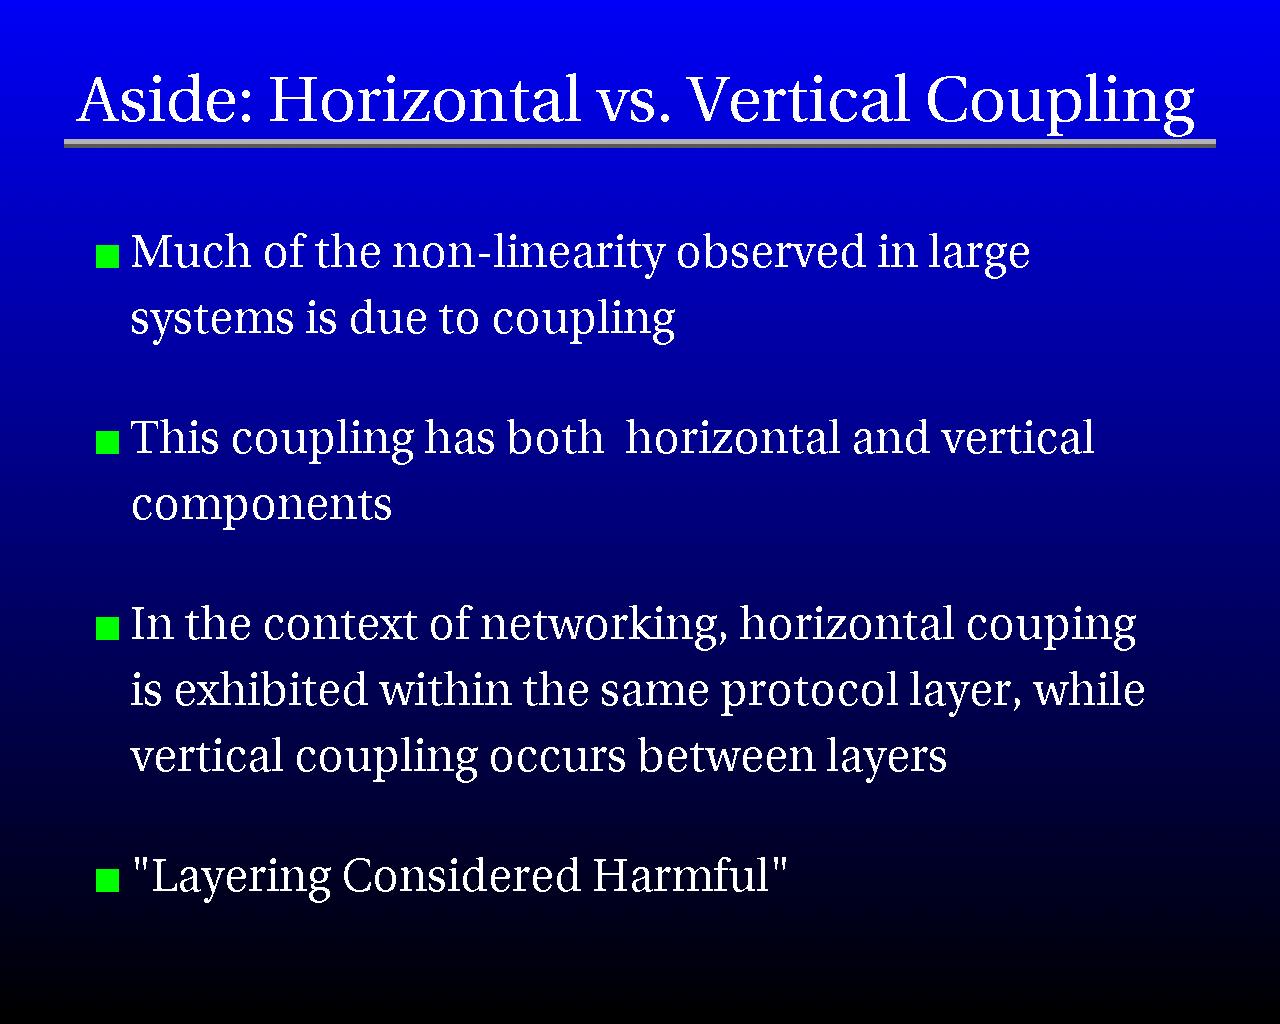 Aside: Horizontal vs. Vertical Coupling
Much of the non-linearity observed in large
systems is due to coupling
This coupling has both  horizontal and vertical
components
In the context of networking, horizontal couping
is exhibited within the same protocol layer, while
vertical coupling occurs between layers
"Layering Considered Harmful"